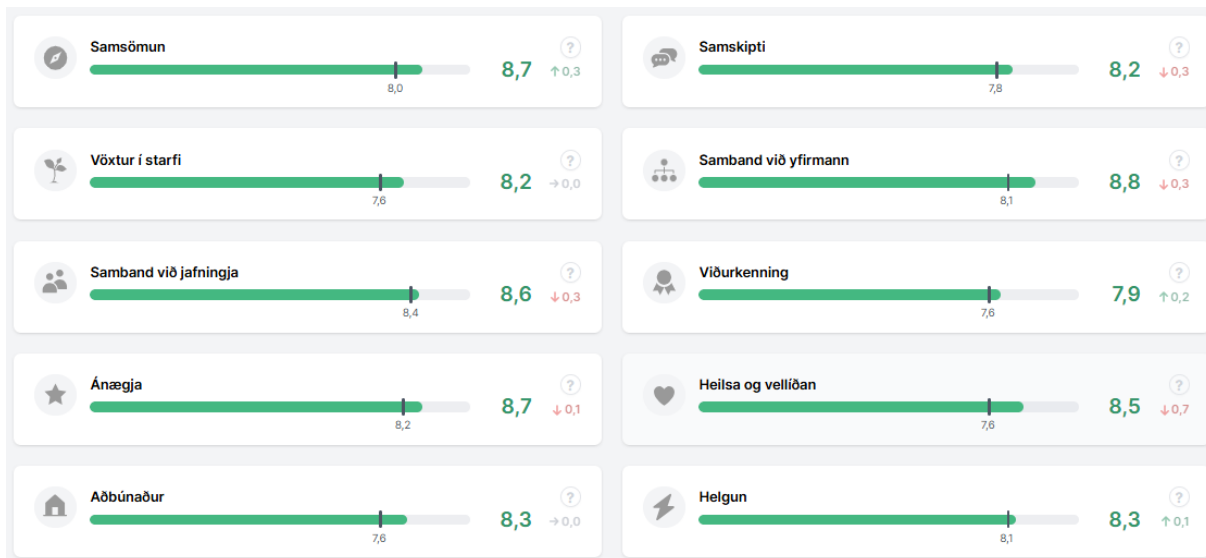 Samsömun
?
8,7 ↑ 0,3
8,0
Samskipti
?
8,2 ↓ 0,3
7,8
Vöxtur í starfi
?
8,2 → 0,0
7,6
Samband við yfirmann
?
8,8 ↓ 0,3
8,1
Samband við jafningja
?
8,6 ↓ 0,3
8,4
Viðurkenning
?
7,9 ↑ 0,2
7,6
Ánægja
?
8,7 ↓ 0,1
8,2
Heilsa og vellíðan
?
8,5 ↓ 0,7
7,6
Aðbúnaður
?
8,3 → 0,0
7,6
Helgun
?
8,3 ↑ 0,1
8,1